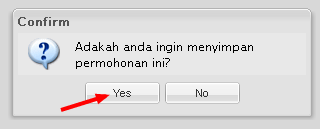 Confirm
Adakah anda ingin menyimpan
permohonan ini?
Yes No